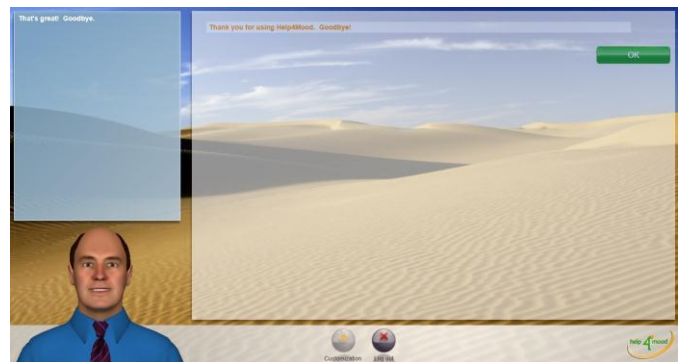 That's great! Goodbye.
Thank you for using Help4Mood. Goodbye!
OK
Customization
Log out
help 4 mood